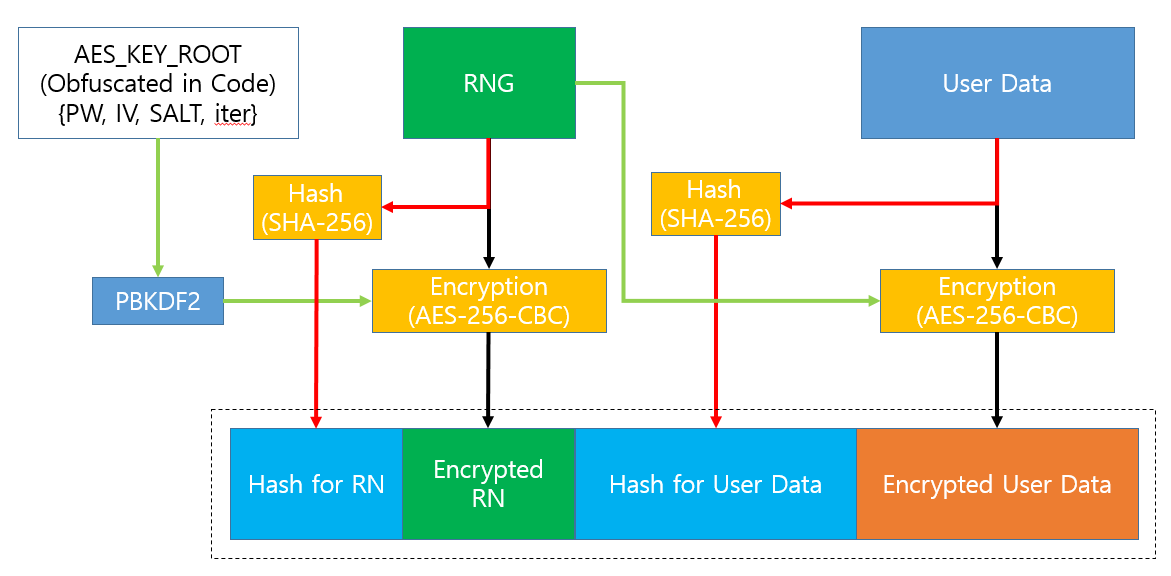 AES_KEY_ROOT
(Obfuscated in Code)
{PW, IV, SALT, iter}
RNG
User Data
Hash
(SHA-256)
Hash
(SHA-256)
PBKDF2
Encryption
(AES-256-CBC)
Encryption
(AES-256-CBC)
Hash for RN
Encrypted
RN
Hash for User Data
Encrypted User Data